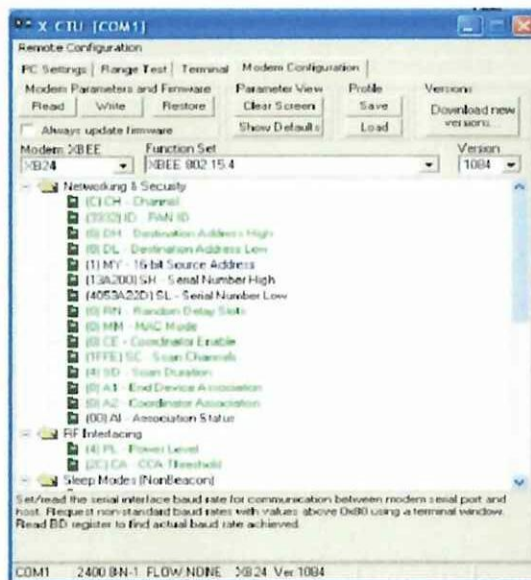 X-CTU [COM1]
Remote Configuration
PC Settings | Range Test | Terminal | Modem Configuration
Modem Parameters and Firmware Parameter View Profile Versions
Read Write Restore Clear Screen Save Download new versions...
Always update firmware Show Defaults Load
Modem: XBEE Function Set Version
XB24 XBEE 802.15.4 1084
Networking & Security
(C) CH - Channel
(3332) ID - PAN ID
(0) DH - Destination Address High
(0) DL - Destination Address Low
(1) MY - 16-bit Source Address
(13A200) SH - Serial Number High
(4053A22D) SL - Serial Number Low
(0) RN - Random Delay Slots
(0) MM - MAC Mode
(0) CE - Coordinator Enable
(1FFE) SC - Scan Channels
(4) SD - Scan Duration
(0) A1 - End Device Association
(0) A2 - Coordinator Association
(00) AI - Association Status
RF Interfacing
(4) PL - Power Level
(2C) CA - CCA Threshold
Sleep Modes (NonBeacon)
Set/read the serial interface baud rate for communication between modem serial port and
host. Request non-standard baud rates with values above 0x80 using a terminal window.
Read BD register to find actual baud rate achieved.
COM1 2400 8-N-1 FLOW:NONE XB24 Ver:1084